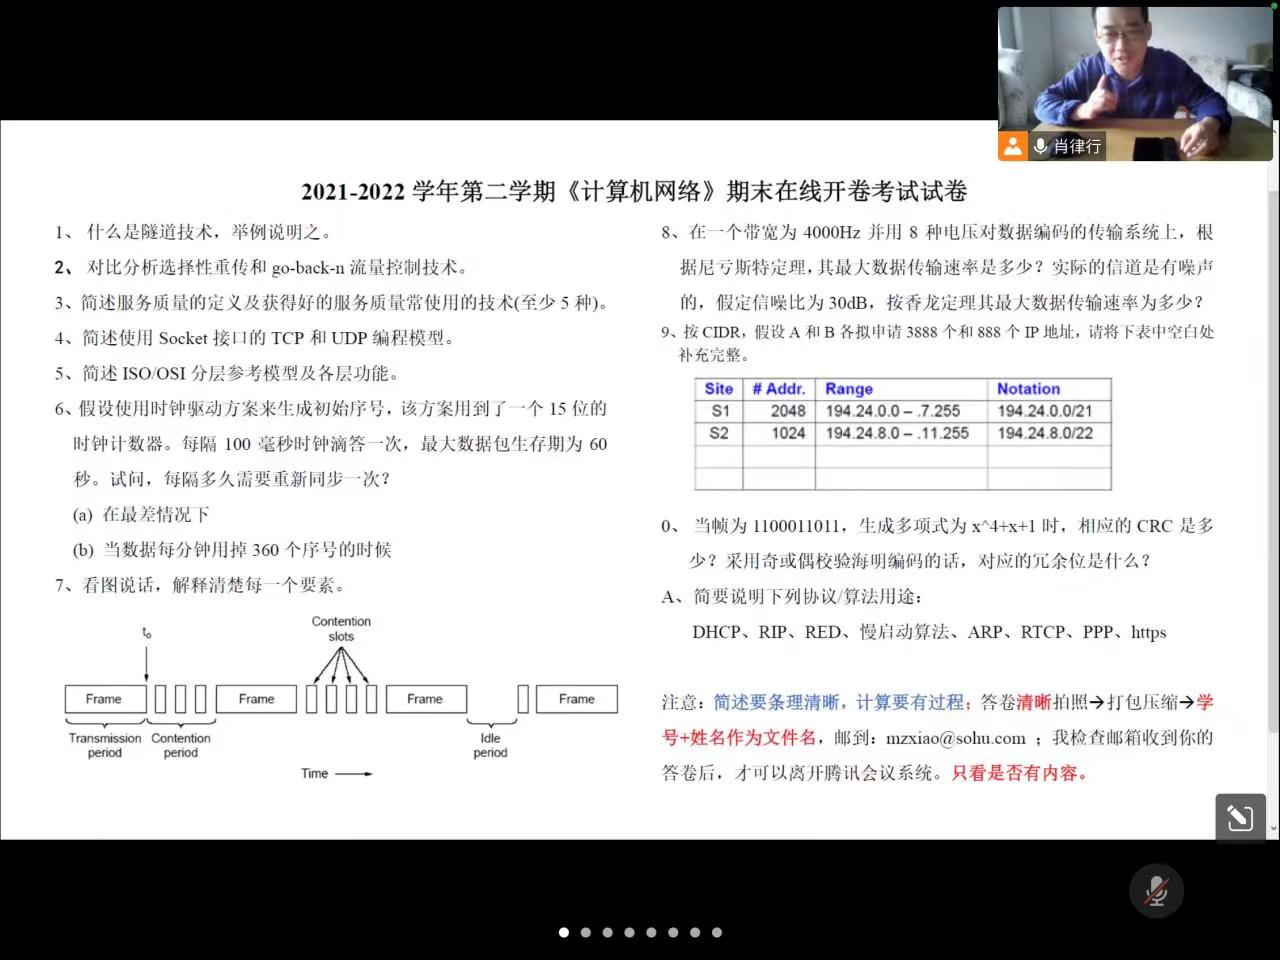 肖律行
2021-2022 学年第二学期《计算机网络》期末在线开卷考试试卷
1、 什么是隧道技术，举例说明之。
2、 对比分析选择性重传和 go-back-n 流量控制技术。
3、简述服务质量的定义及获得好的服务质量常使用的技术(至少 5 种)。
4、简述使用 Socket 接口的 TCP 和 UDP 编程模型。
5、简述 ISO/OSI 分层参考模型及各层功能。
6、假设使用时钟驱动方案来生成初始序号，该方案用到了一个 15 位的
时钟计数器。每隔 100 毫秒时钟滴答一次，最大数据包生存期为 60
秒。试问，每隔多久需要重新同步一次？
(a) 在最差情况下
(b) 当数据每分钟用掉 360 个序号的时候
7、看图说话，解释清楚每一个要素。
Contention
slots
t₀
Frame Frame Frame Frame
Transmission
period
Contention
period
Idle
period
Time
8、在一个带宽为 4000Hz 并用 8 种电压对数据编码的传输系统上，根
据尼亏斯特定理，其最大数据传输速率是多少？实际的信道是有噪声
的，假定信噪比为 30dB，按香龙定理其最大数据传输速率为多少？
9、按 CIDR，假设 A 和 B 各拟申请 3888 个和 888 个 IP 地址，请将下表中空白处
补充完整。
Site # Addr. Range Notation
S1 2048 194.24.0.0 – .7.255 194.24.0.0/21
S2 1024 194.24.8.0 – .11.255 194.24.8.0/22
0、 当帧为 1100011011，生成多项式为 x^4+x+1 时，相应的 CRC 是多
少？采用奇或偶校验海明编码的话，对应的冗余位是什么？
A、简要说明下列协议/算法用途：
DHCP、RIP、RED、慢启动算法、ARP、RTCP、PPP、https
注意：简述要条理清晰，计算要有过程；答卷清晰拍照→打包压缩→学
号+姓名作为文件名，邮到：mzxiao@sohu.com ；我检查邮箱收到你的
答卷后，才可以离开腾讯会议系统。只看是否有内容。